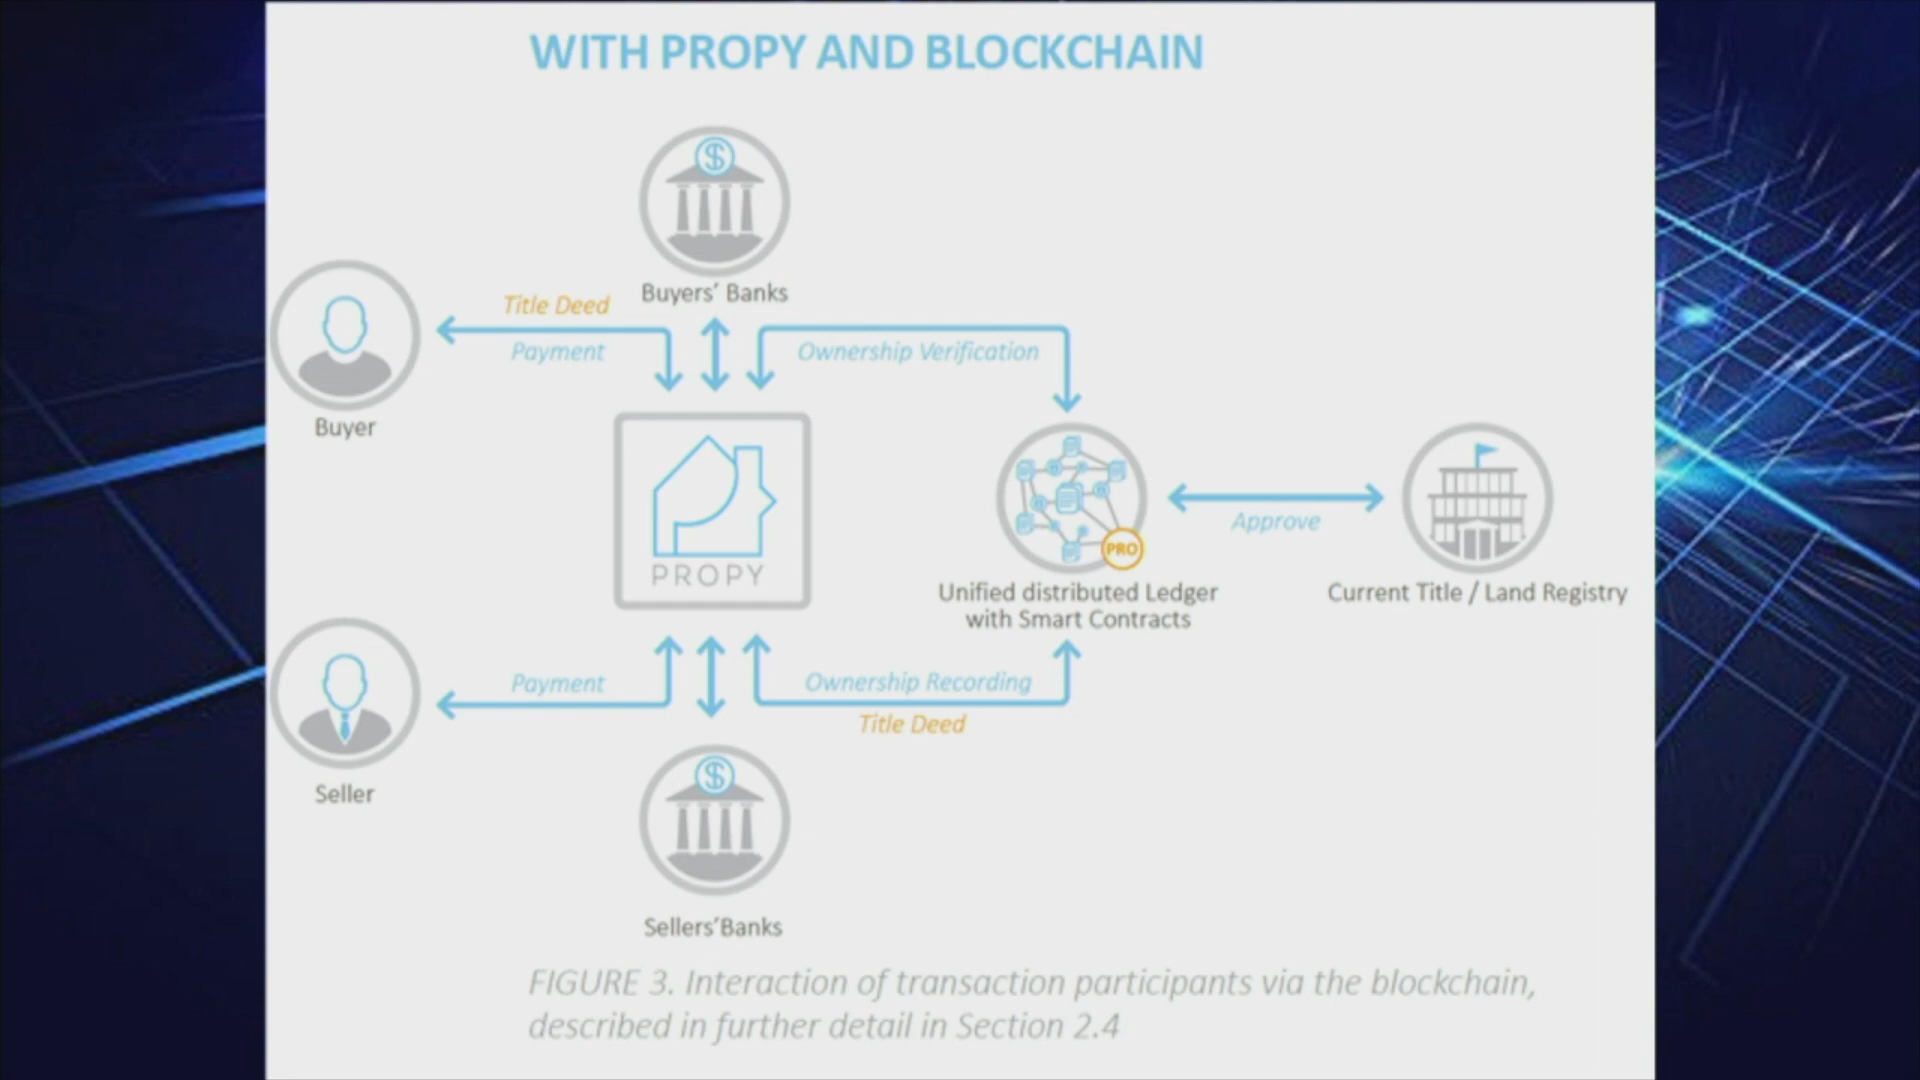 WITH PROPY AND BLOCKCHAIN
$
Buyers' Banks
Title Deed
Payment
Ownership Verification
Buyer
PROPY
PRO
Approve
Unified distributed Ledger
with Smart Contracts
Current Title / Land Registry
Payment
Ownership Recording
Title Deed
$
Seller
Sellers'Banks
FIGURE 3. Interaction of transaction participants via the blockchain,
described in further detail in Section 2.4